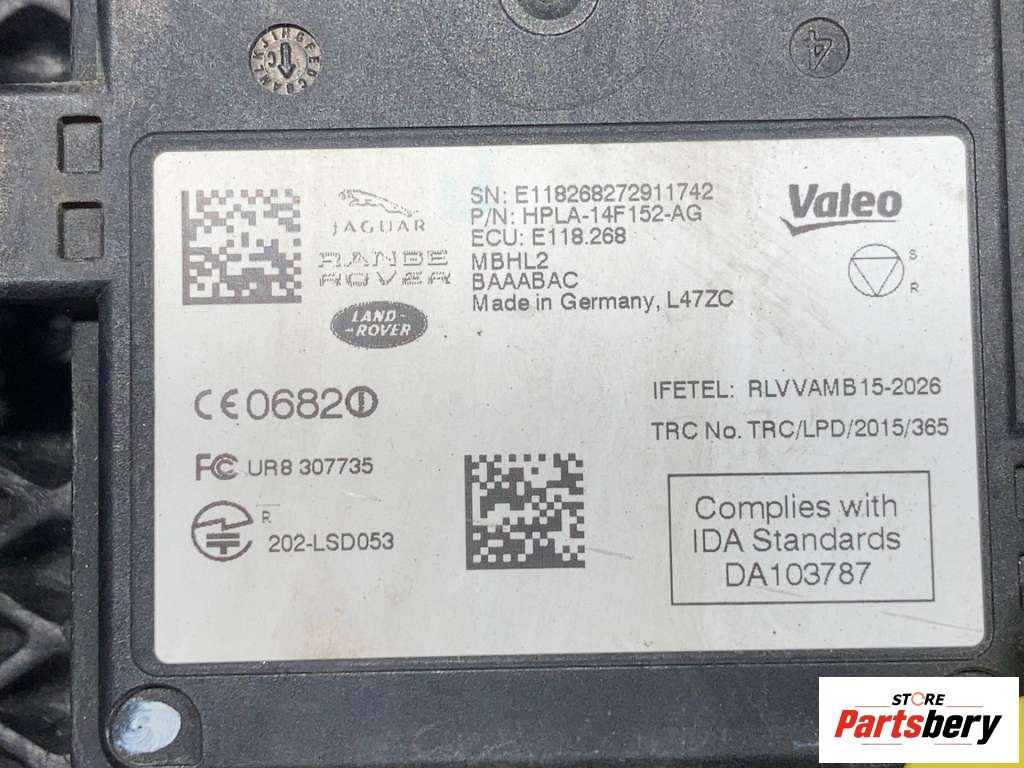 4
SN: E118268272911742
P/N: HPLA-14F152-AG
ECU: E118.268
MBHL2
BAAABAC
Made in Germany, L47ZC
JAGUAR
RANGE
ROVER
LAND-
-ROVER
Valeo
S
R
CE0682
IFETEL: RLVVAMB15-2026
TRC No. TRC/LPD/2015/365
FC UR8 307735
R
202-LSD053
Complies with
IDA Standards
DA103787
STORE
Partsbery